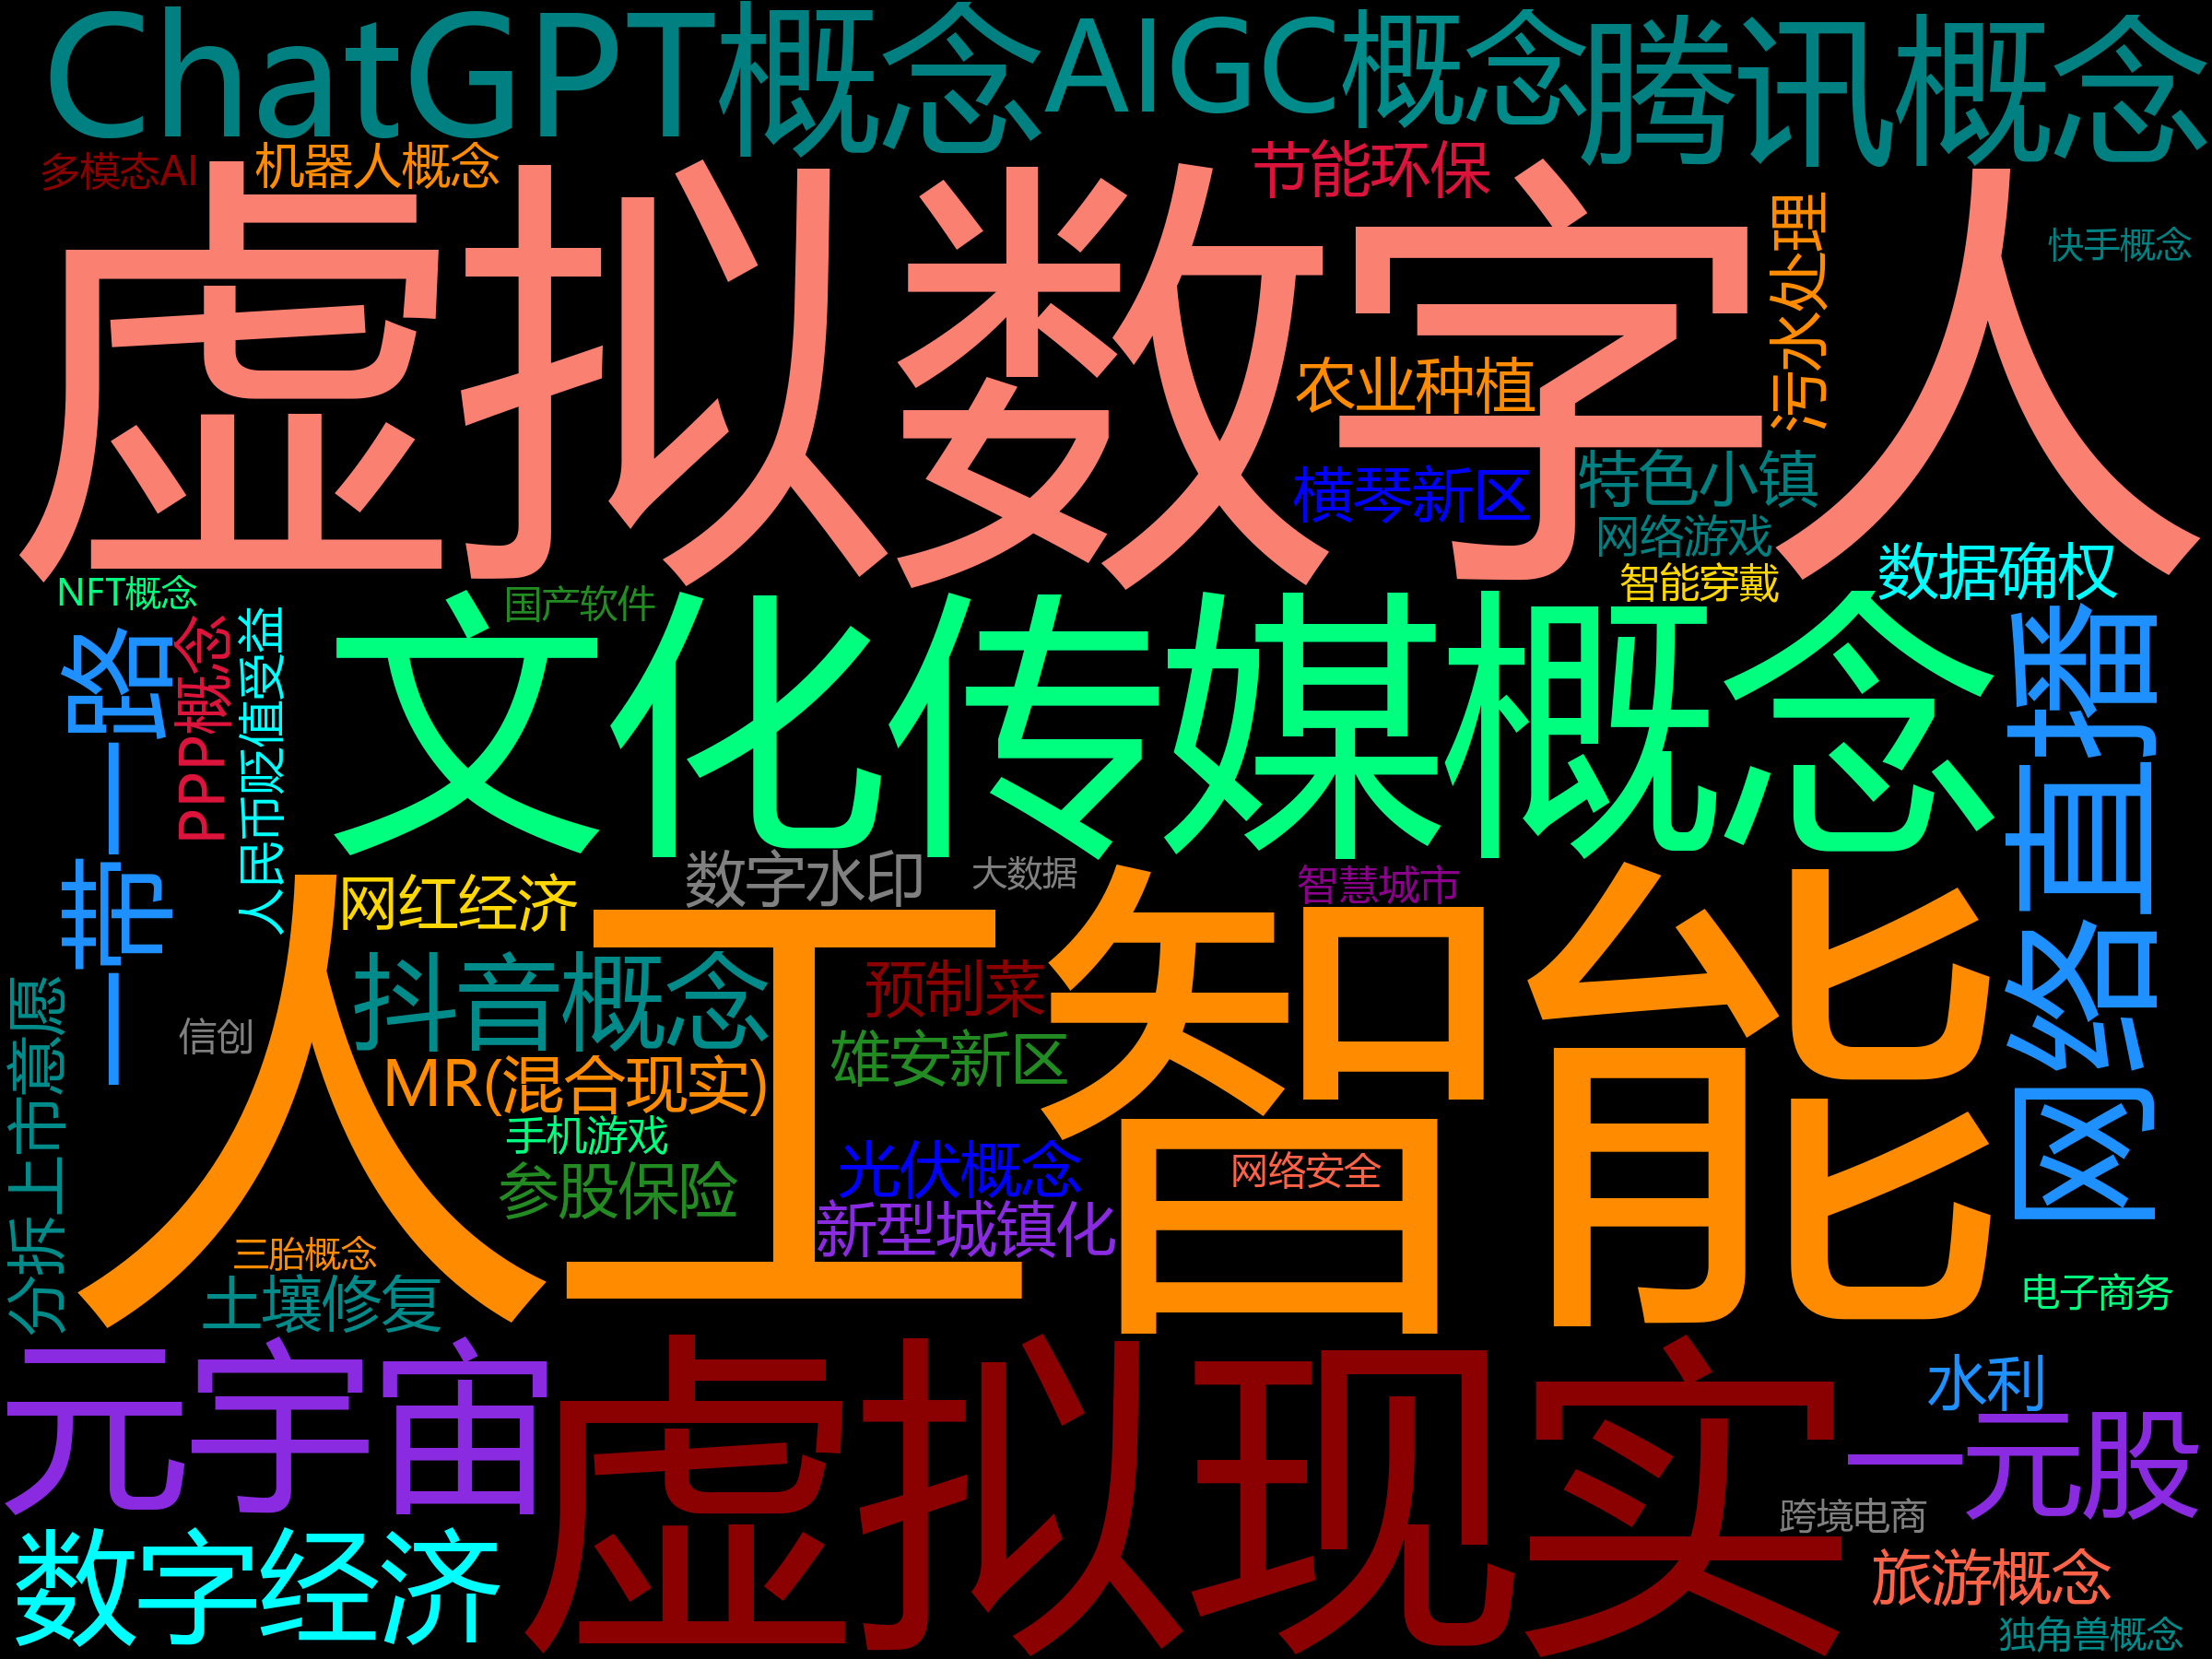 ChatGPT概念
AIGC概念
腾讯概念
多模态AI
机器人概念
节能环保
虚拟数字人
污水处理
快手概念
农业种植
横琴新区
特色小镇
网络游戏
智能穿戴
数据确权
NFT概念
国产软件
一带一路
PPP概念
人民币贬值受益
文化传媒概念
网络直播
网红经济
数字水印
大数据
智慧城市
人工智能
抖音概念
预制菜
信创
雄安新区
MR(混合现实)
手机游戏
参股保险
光伏概念
网络安全
新型城镇化
分拆上市意愿
三胎概念
土壤修复
电子商务
元宇宙
虚拟现实
水利
一元股
跨境电商
数字经济
旅游概念
独角兽概念